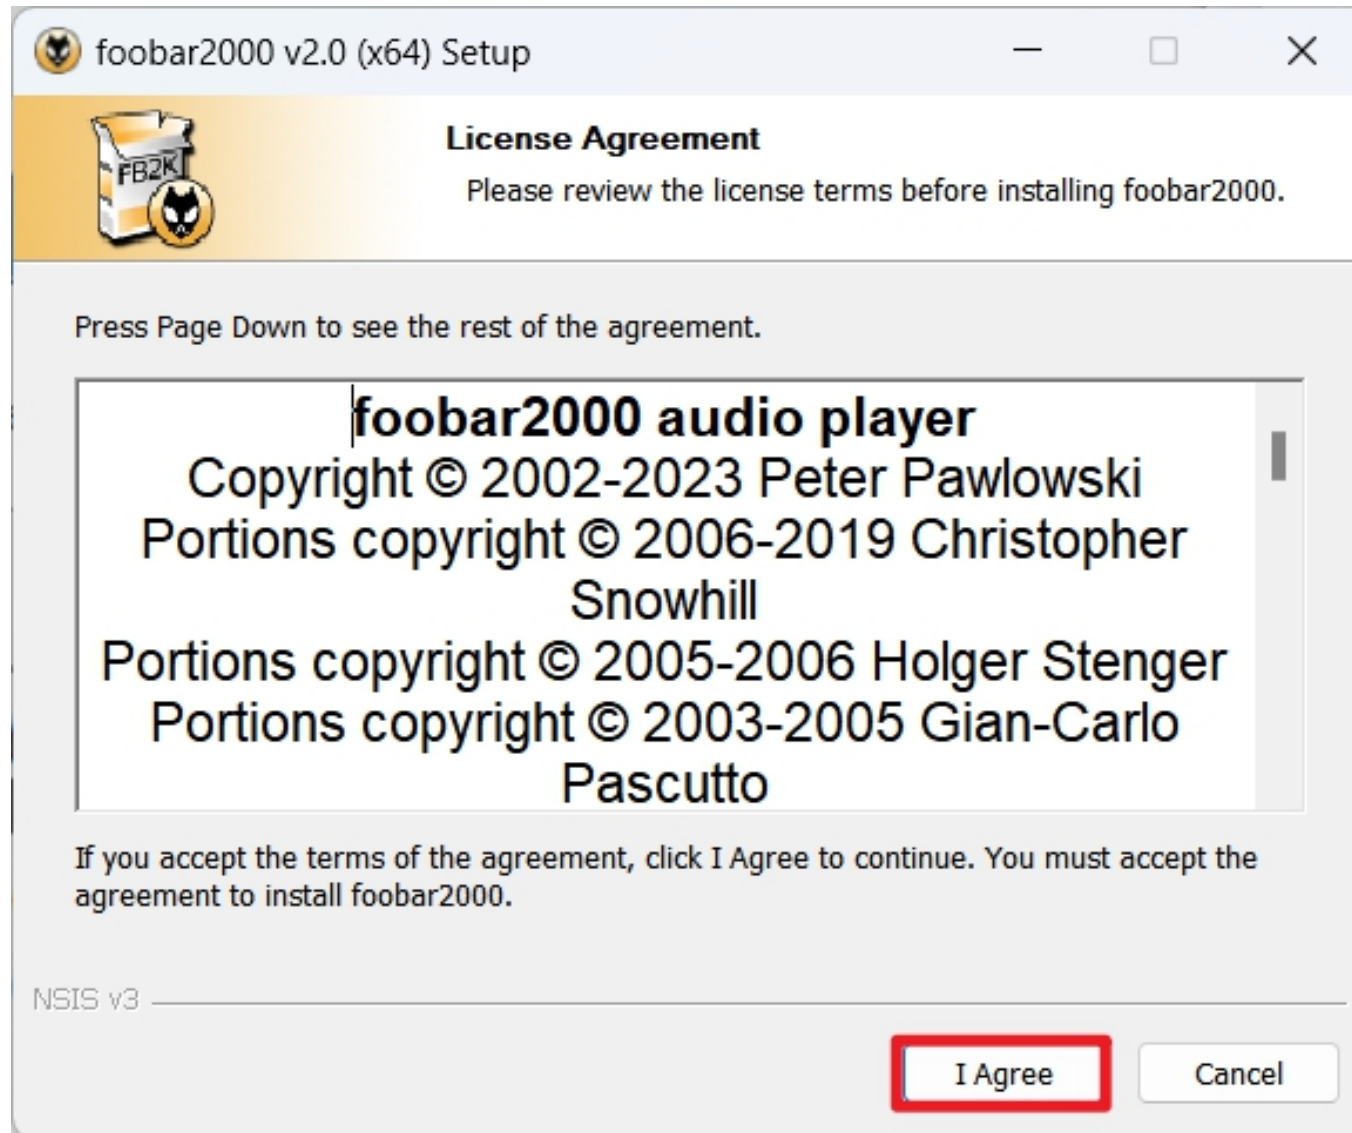 foobar2000 v2.0 (x64) Setup
FB2K
License Agreement
Please review the license terms before installing foobar2000.
Press Page Down to see the rest of the agreement.
foobar2000 audio player
Copyright © 2002-2023 Peter Pawlowski
Portions copyright © 2006-2019 Christopher
Snowhill
Portions copyright © 2005-2006 Holger Stenger
Portions copyright © 2003-2005 Gian-Carlo
Pascutto
If you accept the terms of the agreement, click I Agree to continue. You must accept the
agreement to install foobar2000.
NSIS v3
I Agree
Cancel